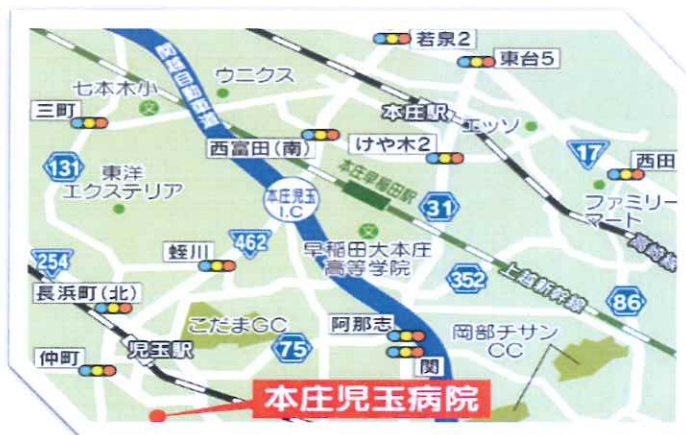 若泉2
東台5
関越自動車道
ウニクス
七本木小
文
三町
本庄駅
エッソ
17
西富田(南)
けや木2
西田
131
東洋
エクステリア
本庄早稲田駅
本庄児玉
I.C
31
ファミリー
マート
文
早稲田大本庄
高等学院
高崎線
462
254
蛭川
352
上越新幹線
86
長浜町(北)
こだまGC
阿那志
岡部チサン
CC
75
児玉駅
仲町
関
本庄児玉病院